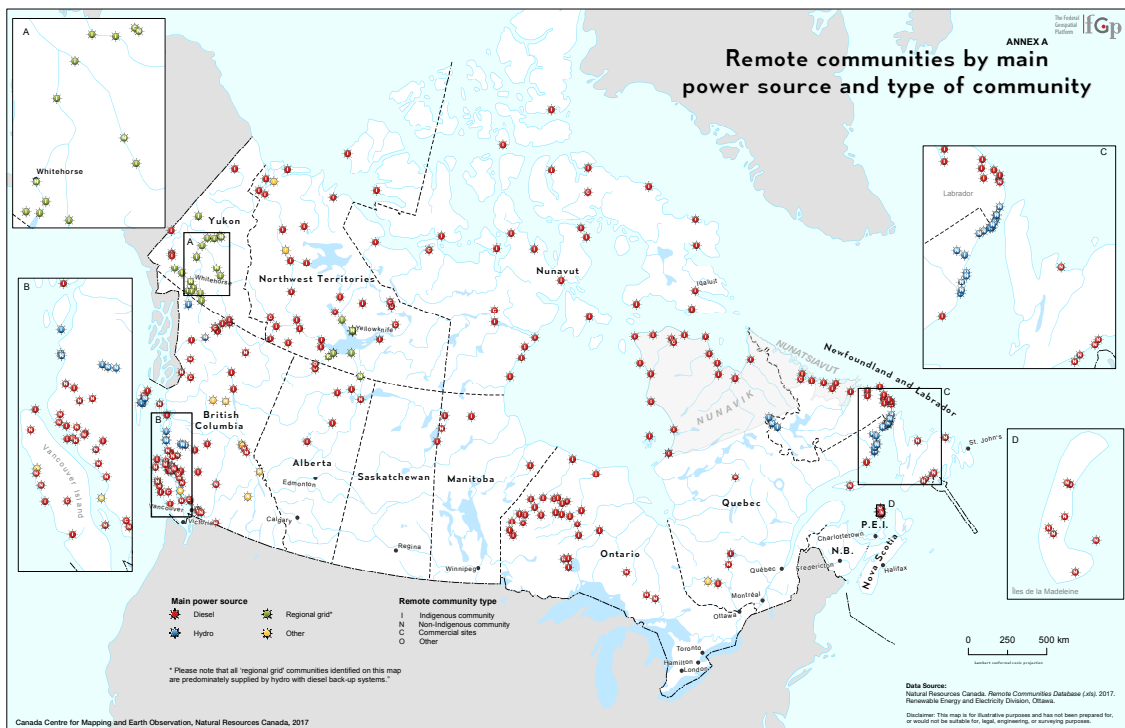 A
Whitehorse
The Federal
Geospatial
Platform
fGp
ANNEX A
Remote communities by main
power source and type of community
C
Labrador
Yukon
A
Whitehorse
Northwest Territories
Yellowknife
Nunavut
Iqaluit
B
Vancouver Island
British
Columbia
B
Vancouver
Victoria
Alberta
Edmonton
Calgary
Saskatchewan
Regina
Manitoba
Winnipeg
NUNAVIK
NUNATSIAVUT
Newfoundland and Labrador
C
St. John's
Quebec
Ontario
Québec
Montréal
Ottawa
Toronto
Hamilton
London
D
P.E.I.
Charlottetown
N.B.
Fredericton
Nova Scotia
Halifax
D
Îles de la Madeleine
Main power source
Diesel
Regional grid*
Hydro
Other
Remote community type
I Indigenous community
N Non-Indigenous community
C Commercial sites
O Other
* Please note that all 'regional grid' communities identified on this map
are predominately supplied by hydro with diesel back-up systems."
0 250 500 km
Lambert conformal conic projection
Data Source:
Natural Resources Canada. Remote Communities Database (.xls). 2017.
Renewable Energy and Electricity Division, Ottawa.
Disclaimer: This map is for illustrative purposes and has not been prepared for,
or would not be suitable for, legal, engineering, or surveying purposes.
Canada Centre for Mapping and Earth Observation, Natural Resources Canada, 2017